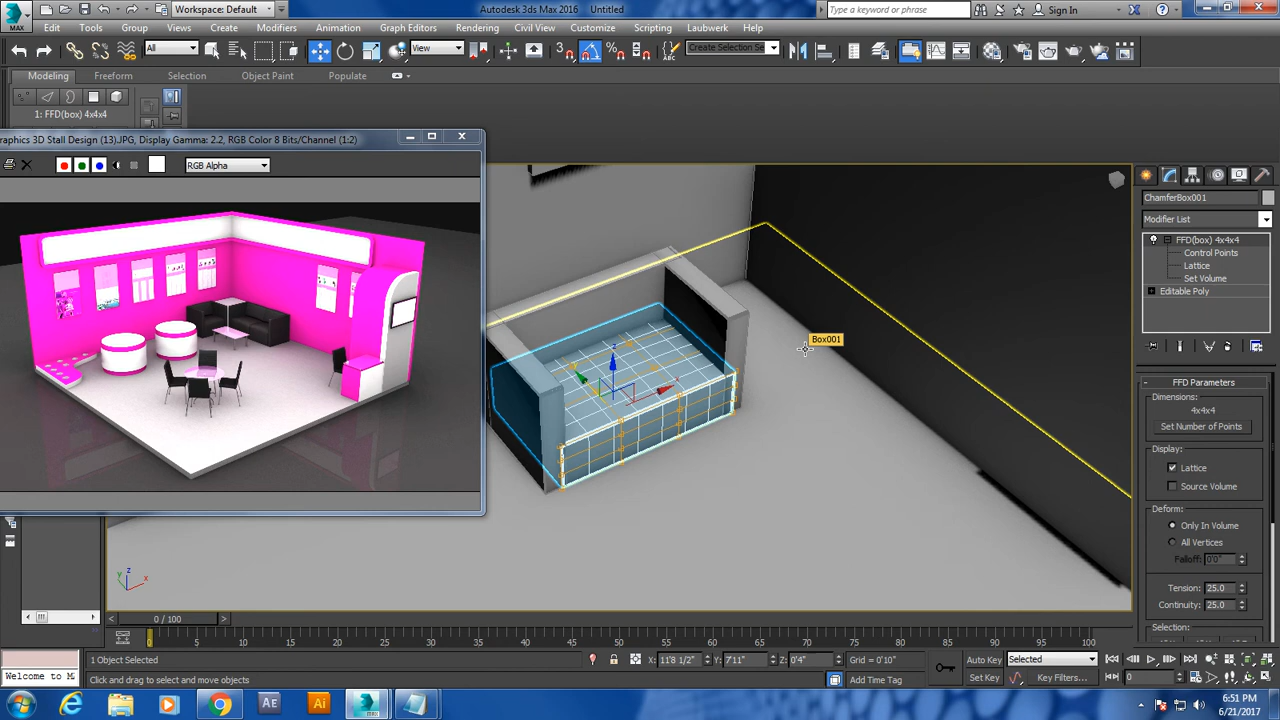 MAX
Workspace: Default
Autodesk 3ds Max 2016    Untitled
Type a keyword or phrase
Sign In
Edit  Tools  Group  Views  Create  Modifiers  Animation  Graph Editors  Rendering  Civil View  Customize  Scripting  Laubwerk  Help
All
View
Create Selection Se
Modeling  Freeform  Selection  Object Paint  Populate
1: FFD(box) 4x4x4
raphics 3D Stall Design (13).JPG, Display Gamma: 2.2, RGB Color 8 Bits/Channel (1:2)
RGB Alpha
Box001
ChamferBox001
Modifier List
FFD(box) 4x4x4
Control Points
Lattice
Set Volume
Editable Poly
FFD Parameters
Dimensions:
4x4x4
Set Number of Points
Display:
Lattice
Source Volume
Deform:
Only In Volume
All Vertices
Falloff: 0'0"
Tension: 25.0
Continuity: 25.0
Selection:
z
y
x
0 / 100
0 5 10 15 20 25 30 35 40 45 50 55 60 65 70 75 80 85 90 95 100
1 Object Selected
X: 11'8 1/2"  Y: 7'11"  Z: 0'4"  Grid = 0'10"
Auto Key  Selected
Welcome to M
Click and drag to select and move objects
Add Time Tag
Set Key  Key Filters...  0
Ae
Ai
6:51 PM
6/21/2017